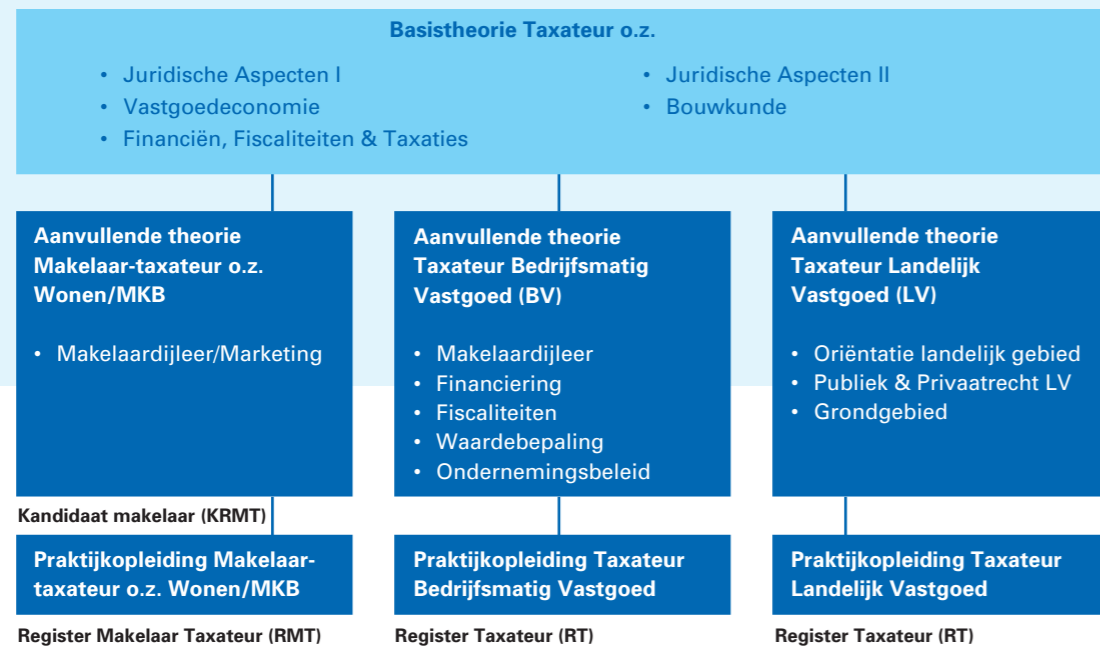 Basistheorie Taxateur o.z.
• Juridische Aspecten I
• Vastgoedeconomie
• Financiën, Fiscaliteiten & Taxaties
• Juridische Aspecten II
• Bouwkunde
Aanvullende theorie
Makelaar-taxateur o.z.
Wonen/MKB
• Makelaardijleer/Marketing
Aanvullende theorie
Taxateur Bedrijfsmatig
Vastgoed (BV)
• Makelaardijleer
• Financiering
• Fiscaliteiten
• Waardebepaling
• Ondernemingsbeleid
Aanvullende theorie
Taxateur Landelijk
Vastgoed (LV)
• Oriëntatie landelijk gebied
• Publiek & Privaatrecht LV
• Grondgebied
Kandidaat makelaar (KRMT)
Praktijkopleiding Makelaar-
taxateur o.z. Wonen/MKB
Praktijkopleiding Taxateur
Bedrijfsmatig Vastgoed
Praktijkopleiding Taxateur
Landelijk Vastgoed
Register Makelaar Taxateur (RMT)
Register Taxateur (RT)
Register Taxateur (RT)